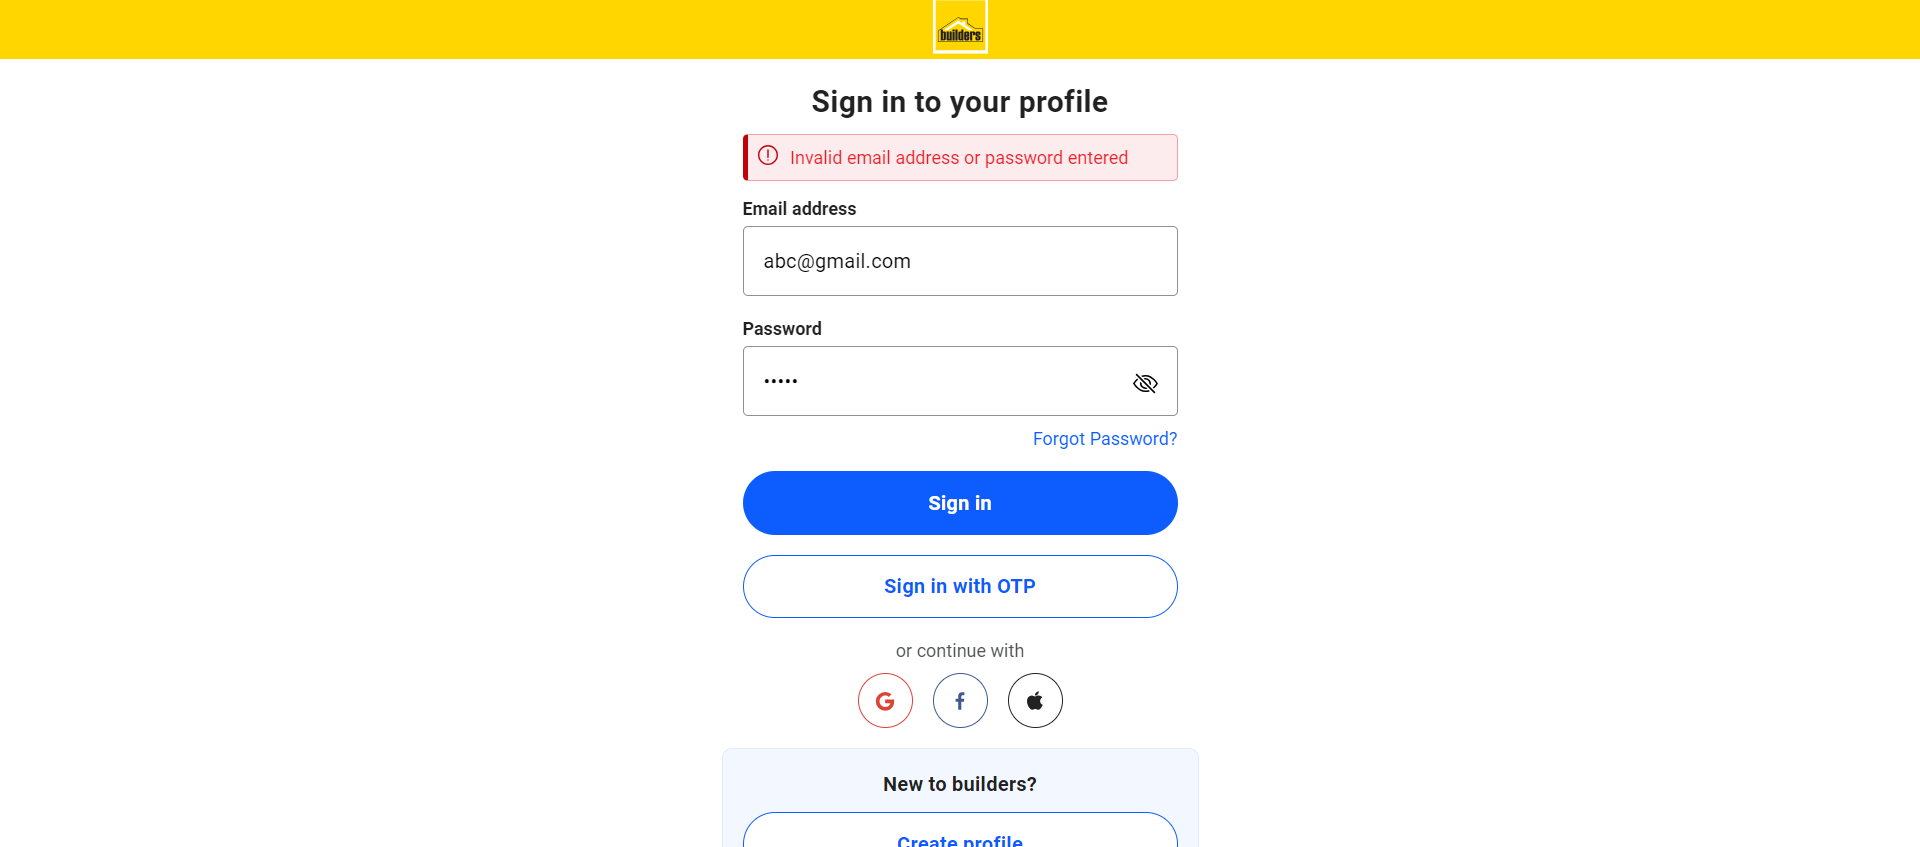 builders
Sign in to your profile
Invalid email address or password entered
Email address
abc@gmail.com
Password
•••••
Forgot Password?
Sign in
Sign in with OTP
or continue with
New to builders?
Create profile